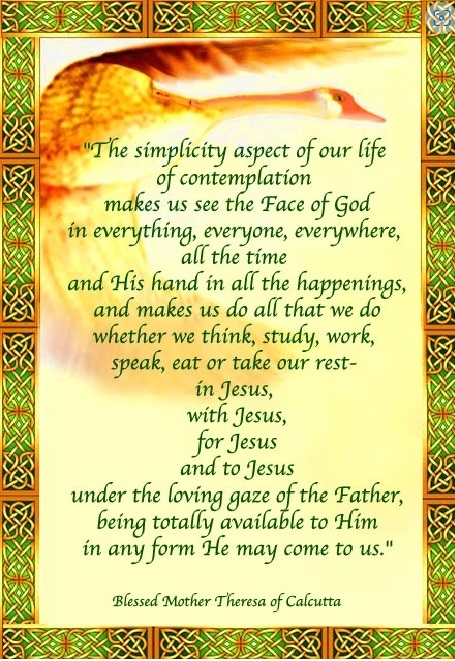 "The simplicity aspect of our life
of contemplation
makes us see the Face of God
in everything, everyone, everywhere,
all the time
and His hand in all the happenings,
and makes us do all that we do
whether we think, study, work,
speak, eat or take our rest-
in Jesus,
with Jesus,
for Jesus
and to Jesus
under the loving gaze of the Father,
being totally available to Him
in any form He may come to us."
Blessed Mother Theresa of Calcutta